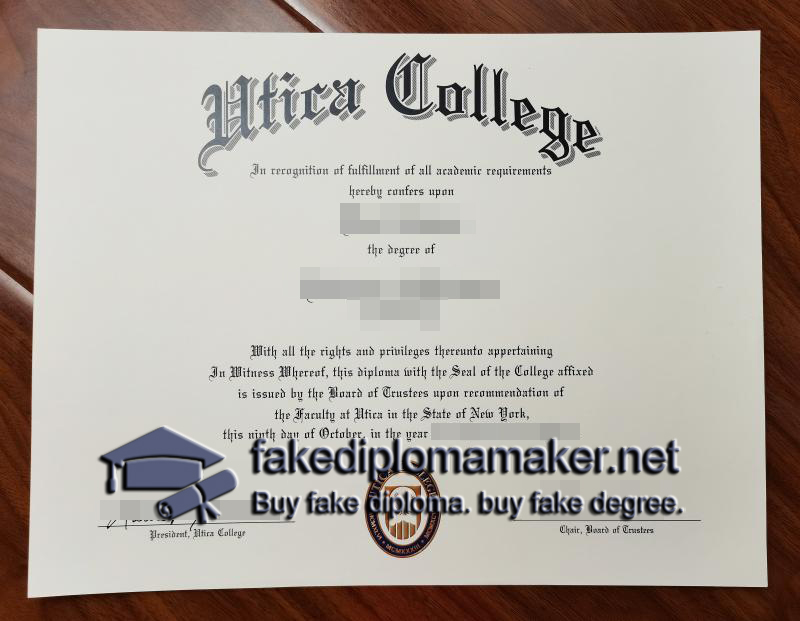 Utica College
In recognition of fulfillment of all academic requirements
hereby confers upon
the degree of
With all the rights and privileges thereunto appertaining
In Witness Whereof, this diploma with the Seal of the College affixed
is issued by the Board of Trustees upon recommendation of
the Faculty at Utica in the State of New York,
this ninth day of October, in the year
fakediplomamaker.net
Buy fake diploma. buy fake degree.
President, Utica College
Chair, Board of Trustees